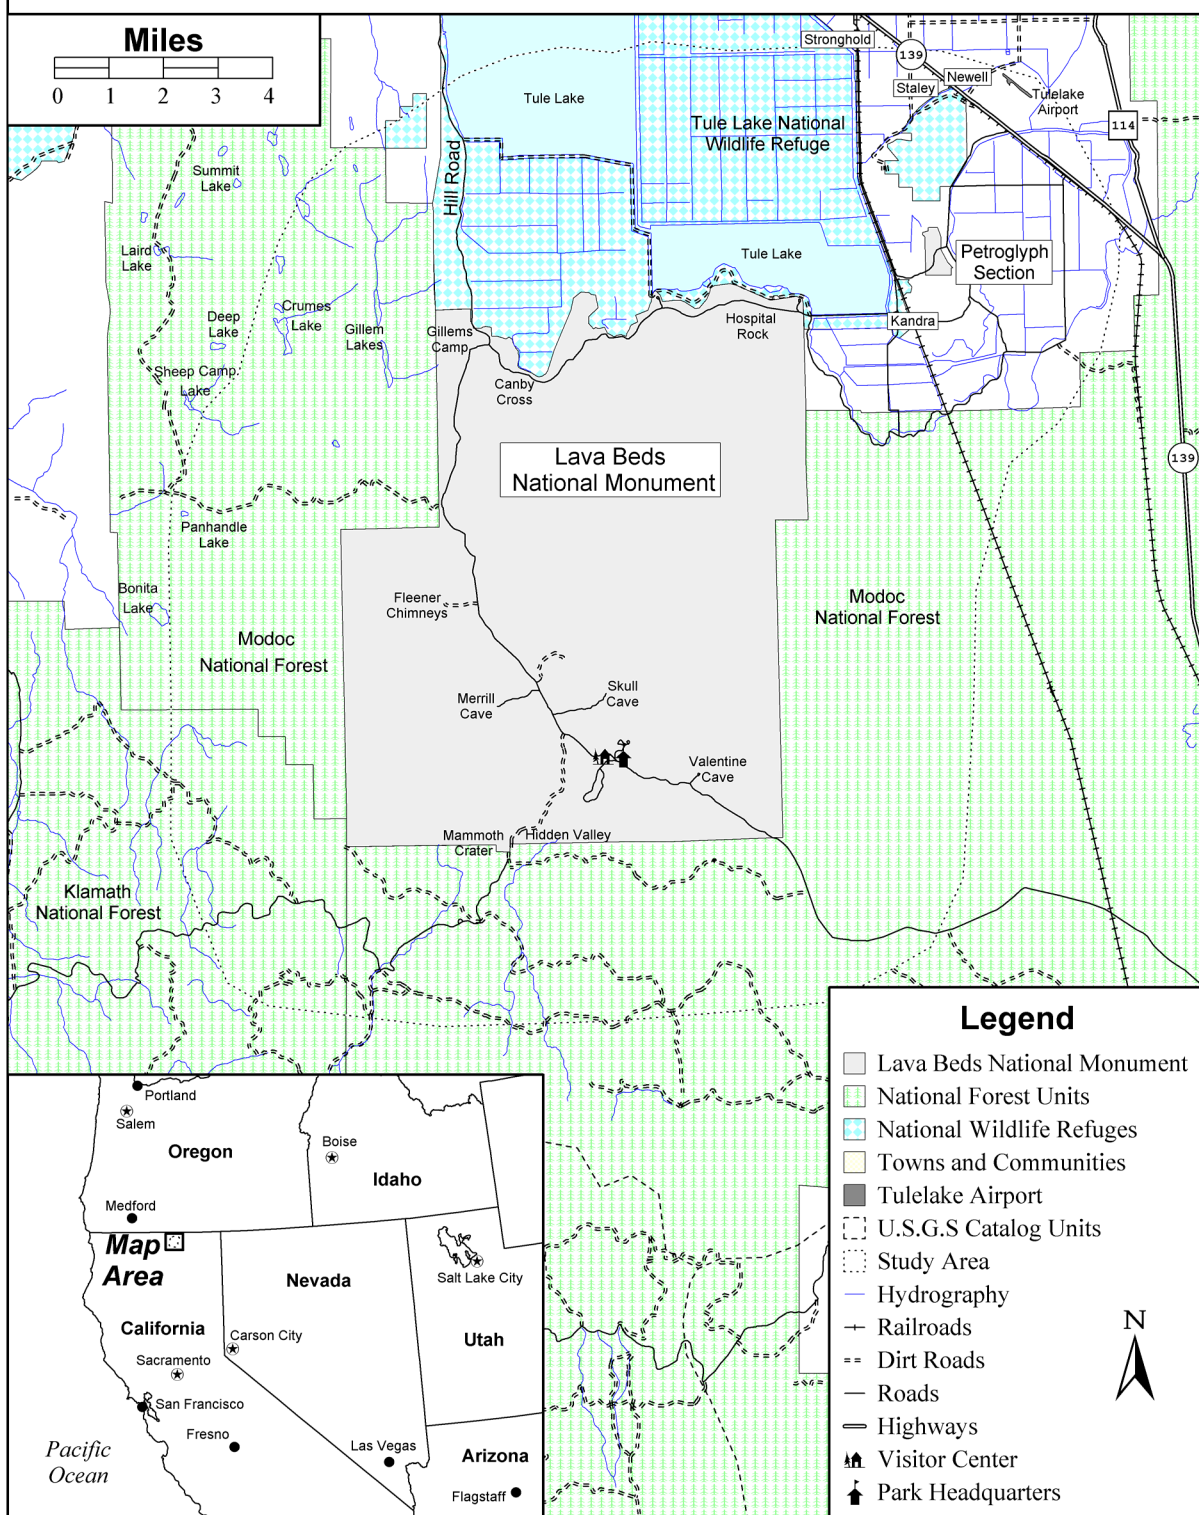 Miles
0 1 2 3 4
Stronghold
139
Newell
Staley
Tulelake
Airport
114
Tule Lake
Tule Lake National
Wildlife Refuge
Hill Road
Summit
Lake
Laird
Lake
Tule Lake
Petroglyph
Section
Crumes
Lake
Deep
Lake
Gillem
Lakes
Gillems
Camp
Hospital
Rock
Kandra
Sheep Camp
Lake
Canby
Cross
Lava Beds
National Monument
139
Panhandle
Lake
Bonita
Lake
Fleener
Chimneys
Modoc
National Forest
Modoc
National Forest
Merrill
Cave
Skull
Cave
Valentine
Cave
Mammoth
Crater
Hidden Valley
Klamath
National Forest
Legend
Lava Beds National Monument
National Forest Units
National Wildlife Refuges
Towns and Communities
Tulelake Airport
U.S.G.S Catalog Units
Study Area
Hydrography
Railroads
Dirt Roads
Roads
Highways
Visitor Center
Park Headquarters
N
Portland
Salem
Oregon
Boise
Idaho
Medford
Map
Area
Nevada
Salt Lake City
California
Carson City
Utah
Sacramento
San Francisco
Fresno
Las Vegas
Pacific
Ocean
Arizona
Flagstaff